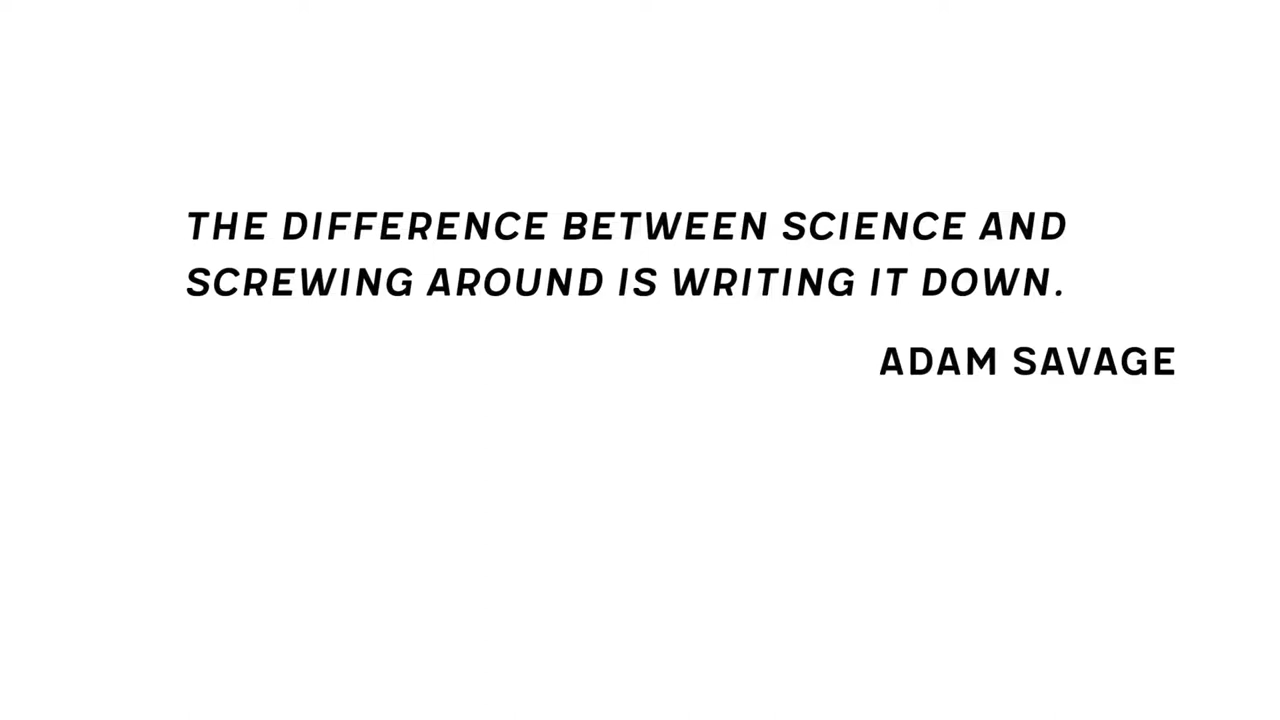 THE DIFFERENCE BETWEEN SCIENCE AND
SCREWING AROUND IS WRITING IT DOWN.
ADAM SAVAGE